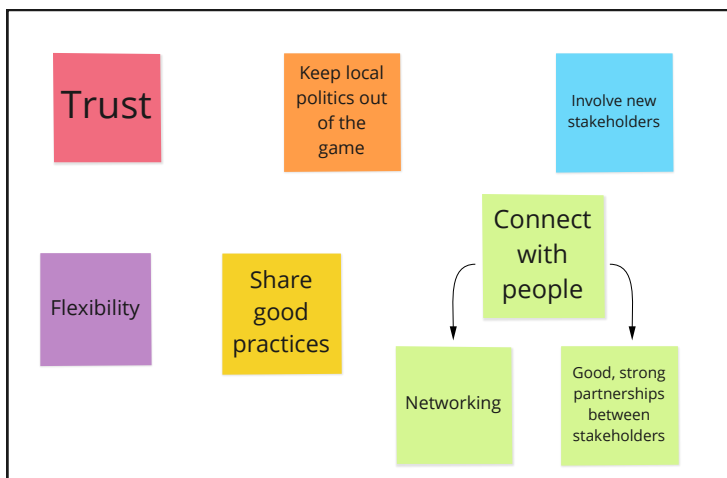 Trust
Keep local
politics out
of the
game
Involve new
stakeholders
Flexibility
Share
good
practices
Connect
with
people
Networking
Good, strong
partnerships
between
stakeholders